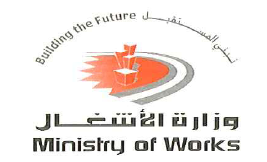 Building the Future نبني المستقبل
وزارة الأشغال
Ministry of Works